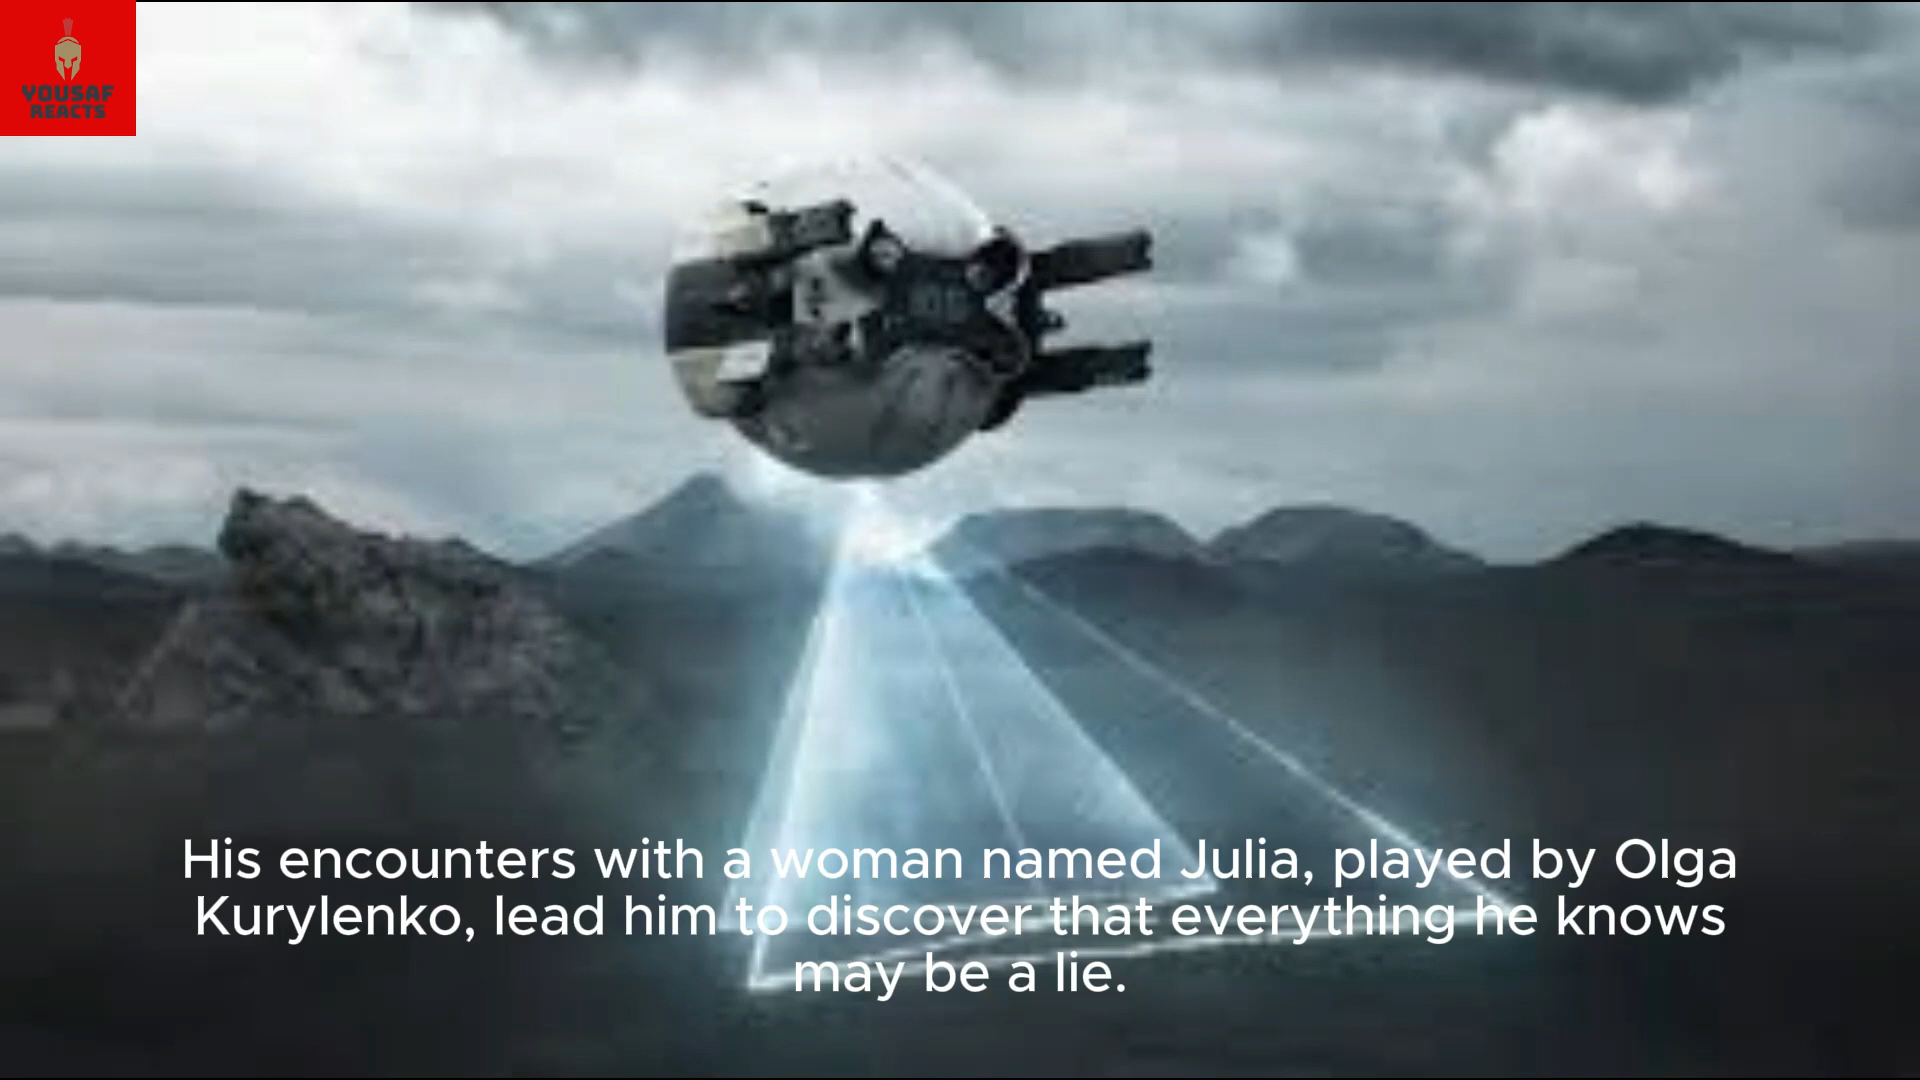 YOUSAF
REACTS
His encounters with a woman named Julia, played by Olga
Kurylenko, lead him to discover that everything he knows
may be a lie.